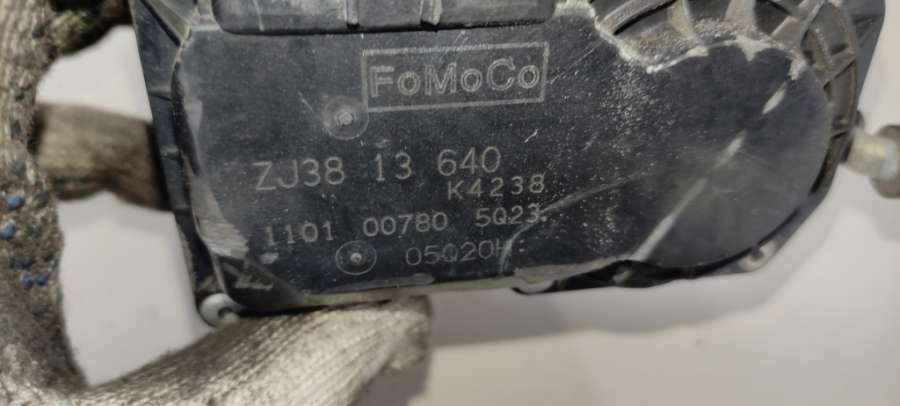 FoMoCo
ZJ38 13 640
K4238
1101 00780 5Q23
05Q20H